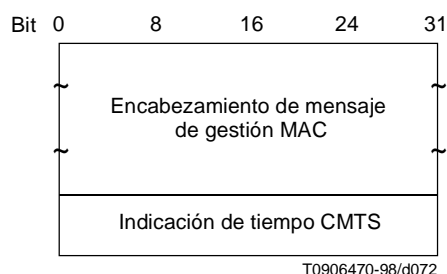 Bit 0 8 16 24 31
Encabezamiento de mensaje
de gestión MAC
Indicación de tiempo CMTS
T0906470-98/d072